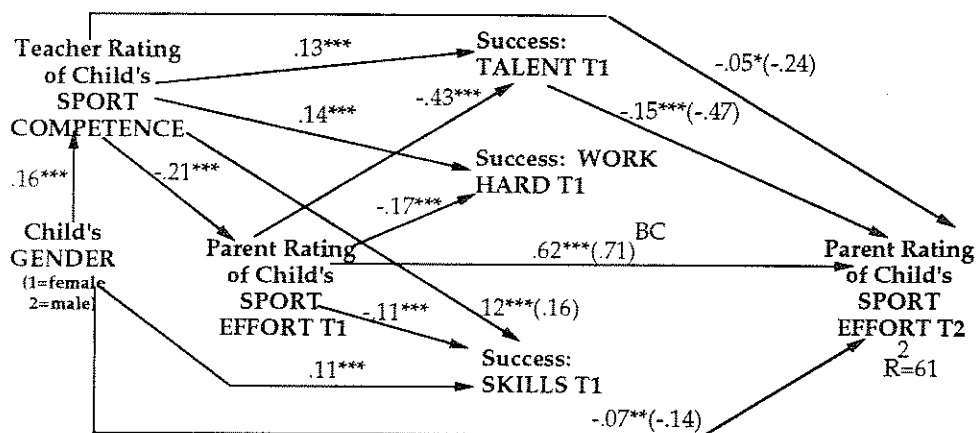 Teacher Rating
of Child's
SPORT
COMPETENCE
.16***
Child's
GENDER
(1=female
2=male)
.13***
.14***
-.43***
-.21***
-.17***
Success:
TALENT T1
Success: WORK
HARD T1
Parent Rating
of Child's
SPORT
EFFORT T1
-.11***
.12***(.16)
.11***
Success:
SKILLS T1
-.05*(-.24)
-.15***(-.47)
BC
.62***(.71)
-.07**(-.14)
Parent Rating
of Child's
SPORT
EFFORT T2
2
R=61